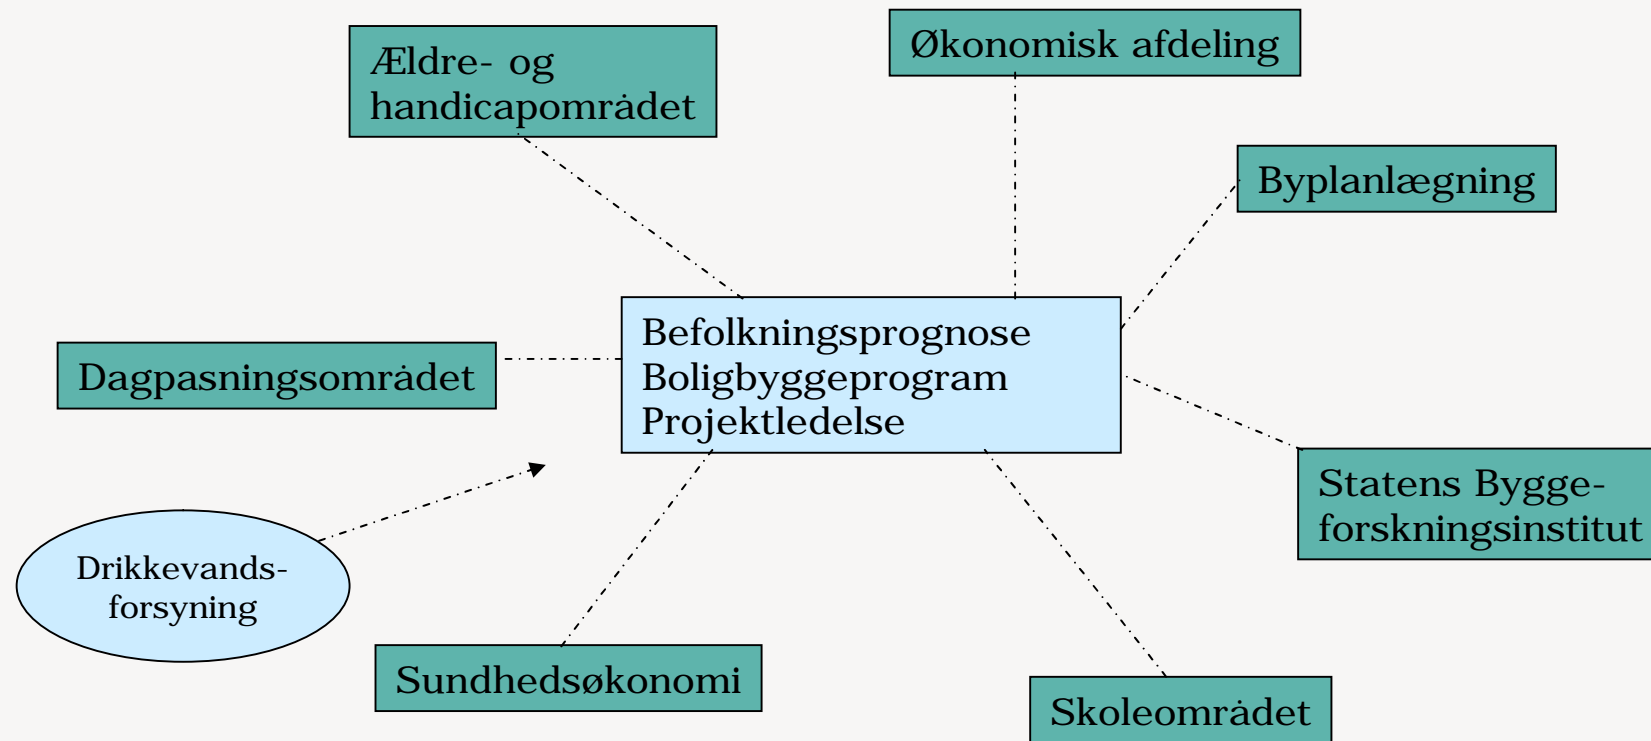 Økonomisk afdeling
Ældre- og
handicapområdet
Byplanlægning
Befolkningsprognose
Boligbyggeprogram
Projektledelse
Dagpasningsområdet
Statens Bygge-
forskningsinstitut
Drikkevands-
forsyning
Sundhedsøkonomi
Skoleområdet